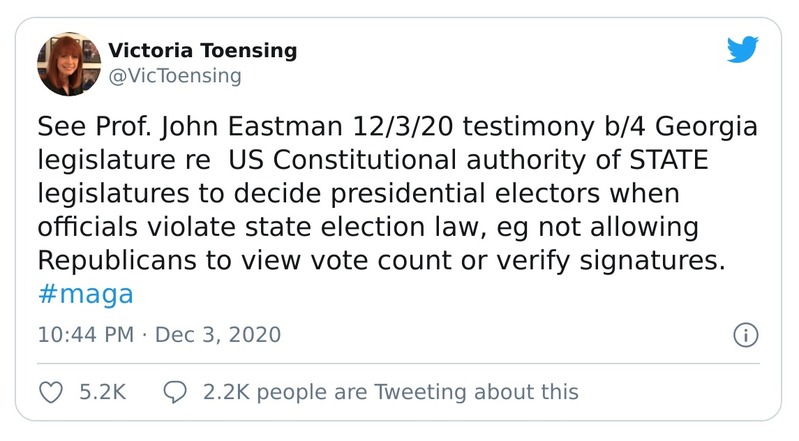 Victoria Toensing
@VicToensing
See Prof. John Eastman 12/3/20 testimony b/4 Georgia
legislature re  US Constitutional authority of STATE
legislatures to decide presidential electors when
officials violate state election law, eg not allowing
Republicans to view vote count or verify signatures.
#maga
10:44 PM · Dec 3, 2020
5.2K 2.2K people are Tweeting about this